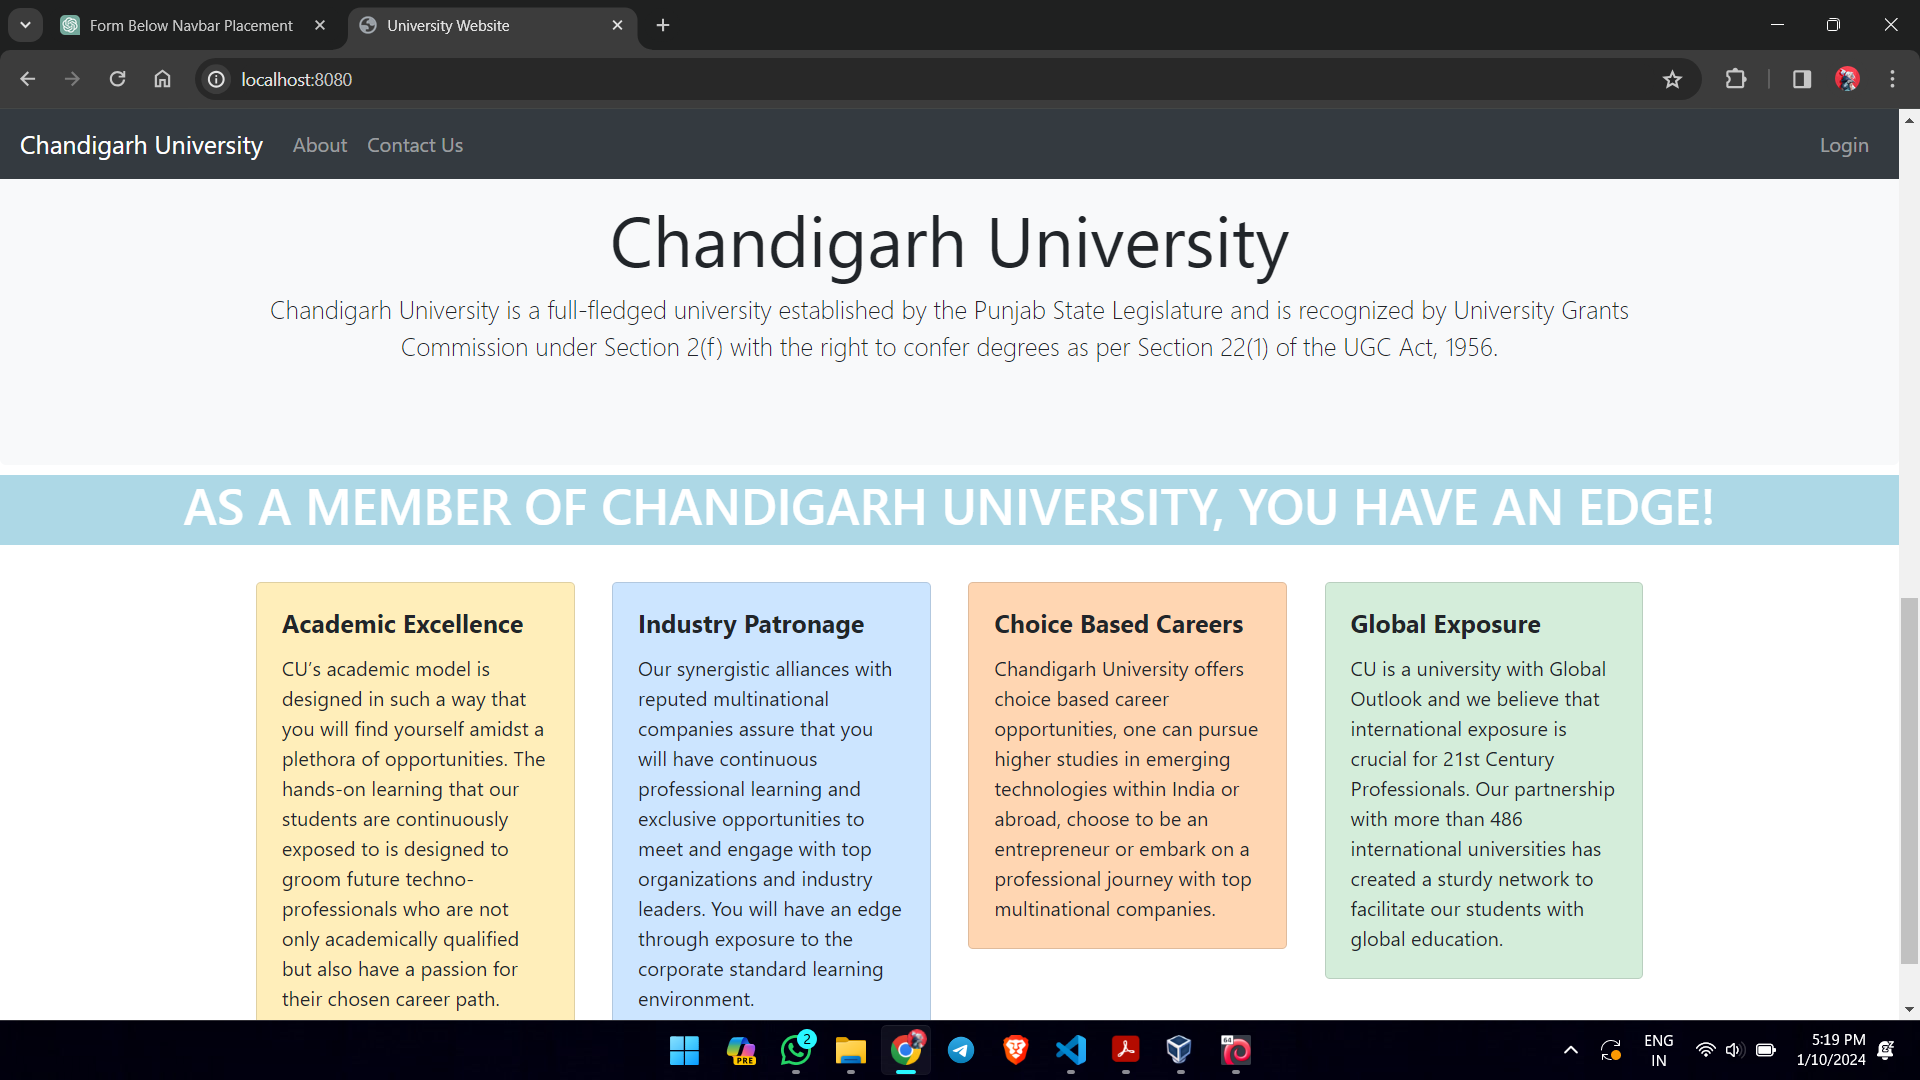 Form Below Navbar Placement
University Website
localhost:8080
Chandigarh University About Contact Us Login
Chandigarh University
Chandigarh University is a full-fledged university established by the Punjab State Legislature and is recognized by University Grants
Commission under Section 2(f) with the right to confer degrees as per Section 22(1) of the UGC Act, 1956.
AS A MEMBER OF CHANDIGARH UNIVERSITY, YOU HAVE AN EDGE!
Academic Excellence
CU’s academic model is
designed in such a way that
you will find yourself amidst a
plethora of opportunities. The
hands-on learning that our
students are continuously
exposed to is designed to
groom future techno-
professionals who are not
only academically qualified
but also have a passion for
their chosen career path.
Industry Patronage
Our synergistic alliances with
reputed multinational
companies assure that you
will have continuous
professional learning and
exclusive opportunities to
meet and engage with top
organizations and industry
leaders. You will have an edge
through exposure to the
corporate standard learning
environment.
Choice Based Careers
Chandigarh University offers
choice based career
opportunities, one can pursue
higher studies in emerging
technologies within India or
abroad, choose to be an
entrepreneur or embark on a
professional journey with top
multinational companies.
Global Exposure
CU is a university with Global
Outlook and we believe that
international exposure is
crucial for 21st Century
Professionals. Our partnership
with more than 486
international universities has
created a sturdy network to
facilitate our students with
global education.
PRE
2
64
ENG
IN
5:19 PM
1/10/2024